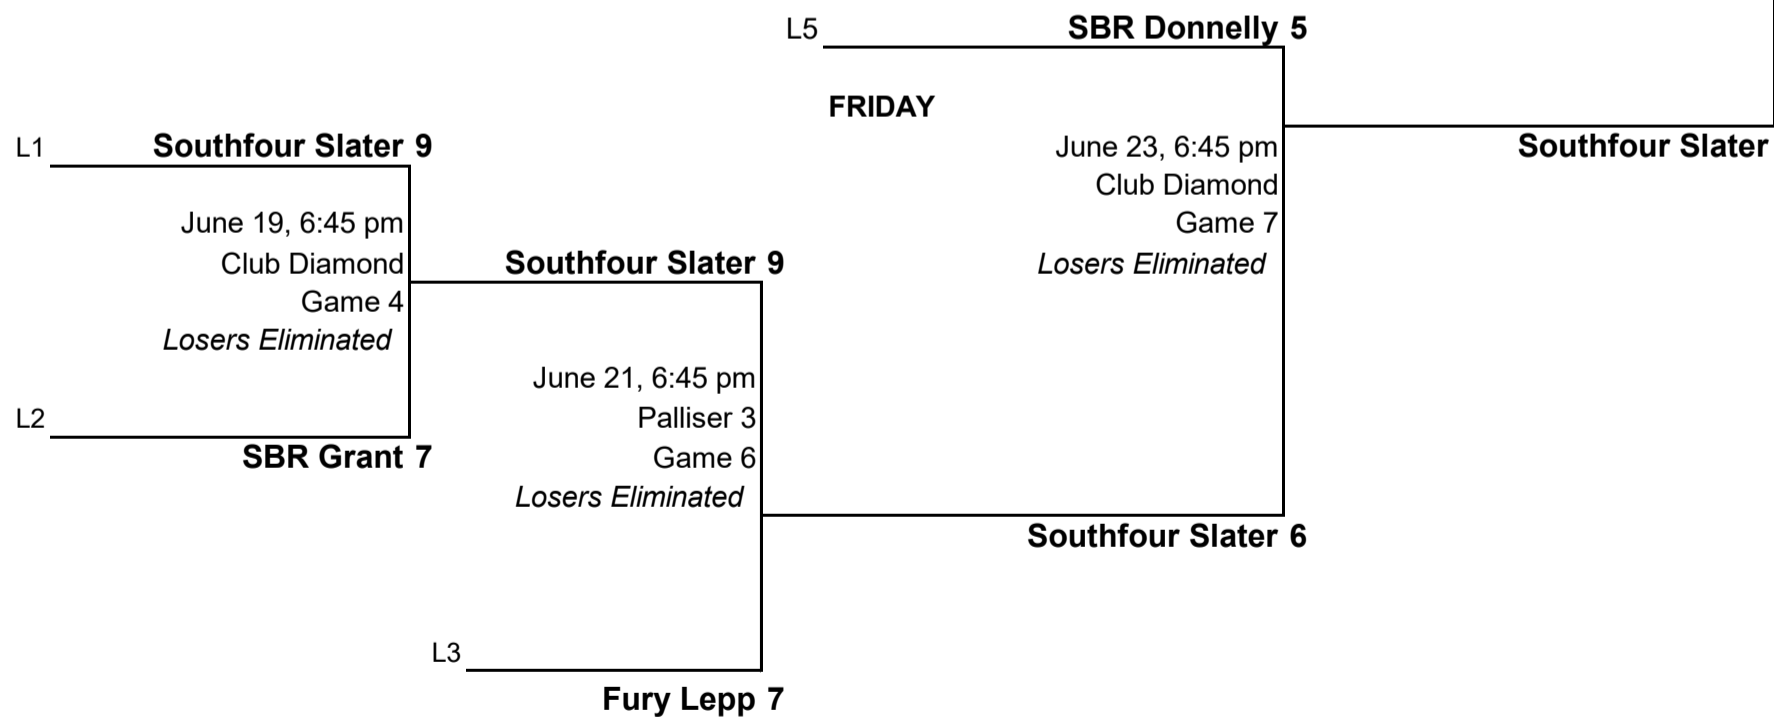 L5 SBR Donnelly 5
FRIDAY
L1 Southfour Slater 9
June 23, 6:45 pm
Southfour Slater
Club Diamond
June 19, 6:45 pm
Game 7
Club Diamond
Southfour Slater 9
Losers Eliminated
Game 4
Losers Eliminated
June 21, 6:45 pm
L2
Palliser 3
SBR Grant 7
Game 6
Losers Eliminated
Southfour Slater 6
L3
Fury Lepp 7